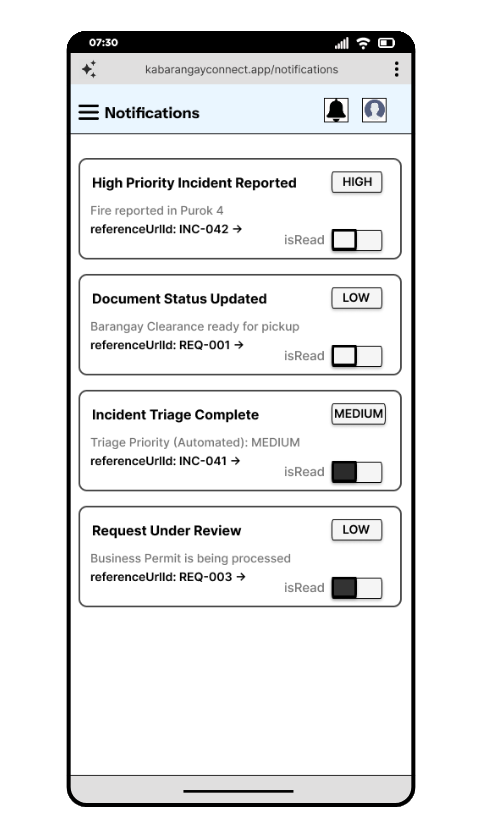 07:30
kabarangayconnect.app/notifications
Notifications
High Priority Incident Reported
HIGH
Fire reported in Purok 4
referenceUrlId: INC-042 →
isRead
Document Status Updated
LOW
Barangay Clearance ready for pickup
referenceUrlId: REQ-001 →
isRead
Incident Triage Complete
MEDIUM
Triage Priority (Automated): MEDIUM
referenceUrlId: INC-041 →
isRead
Request Under Review
LOW
Business Permit is being processed
referenceUrlId: REQ-003 →
isRead